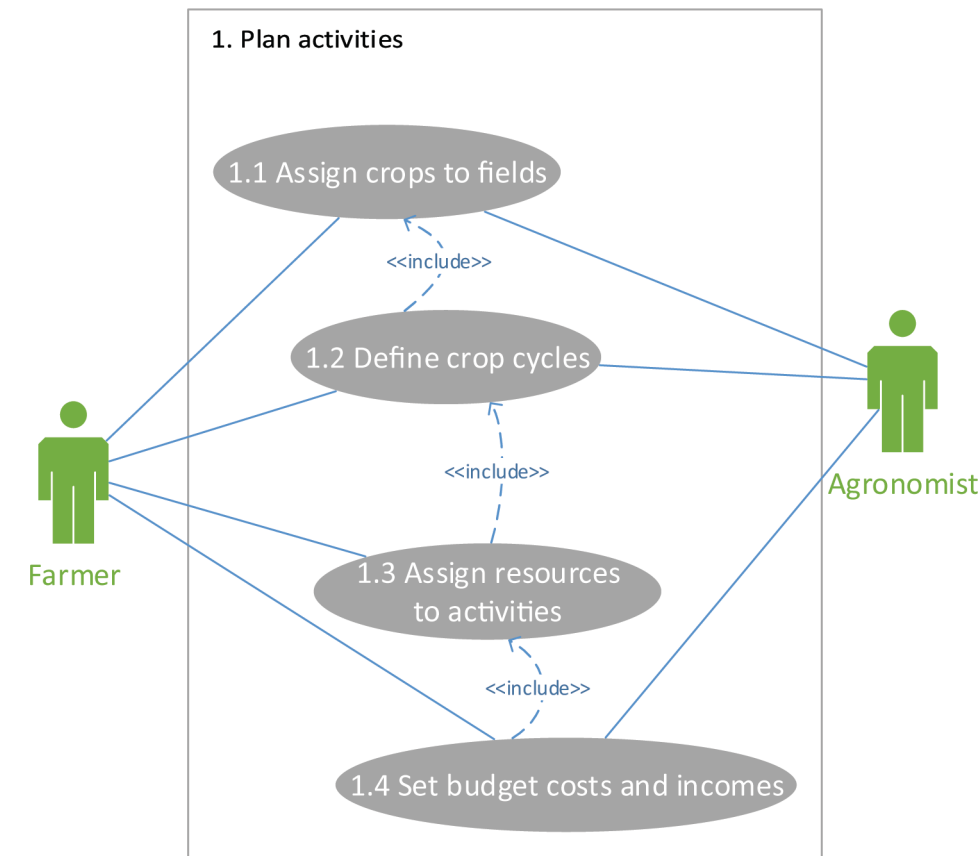 1. Plan activities
1.1 Assign crops to fields
<<include>>
1.2 Define crop cycles
<<include>>
Agronomist
Farmer
1.3 Assign resources
to activities
<<include>>
1.4 Set budget costs and incomes